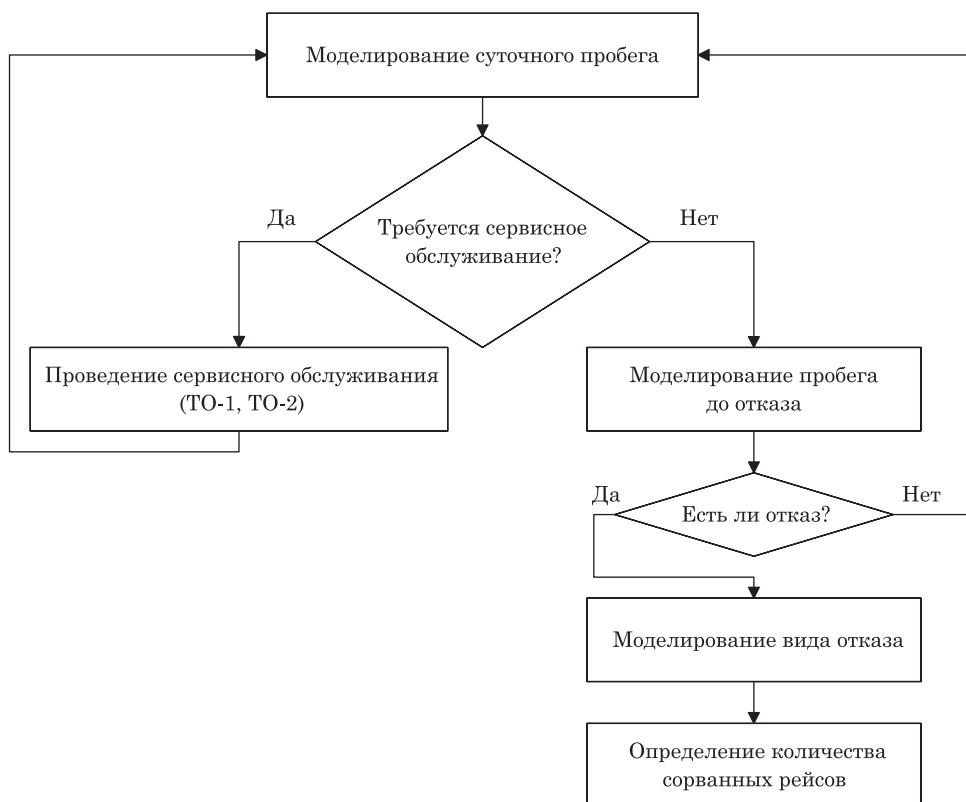 Моделирование суточного пробега
Да
Нет
Требуется сервисное
обслуживание?
Проведение сервисного обслуживания
(ТО-1, ТО-2)
Моделирование пробега
до отказа
Да
Нет
Есть ли отказ?
Моделирование вида отказа
Определение количества
сорванных рейсов